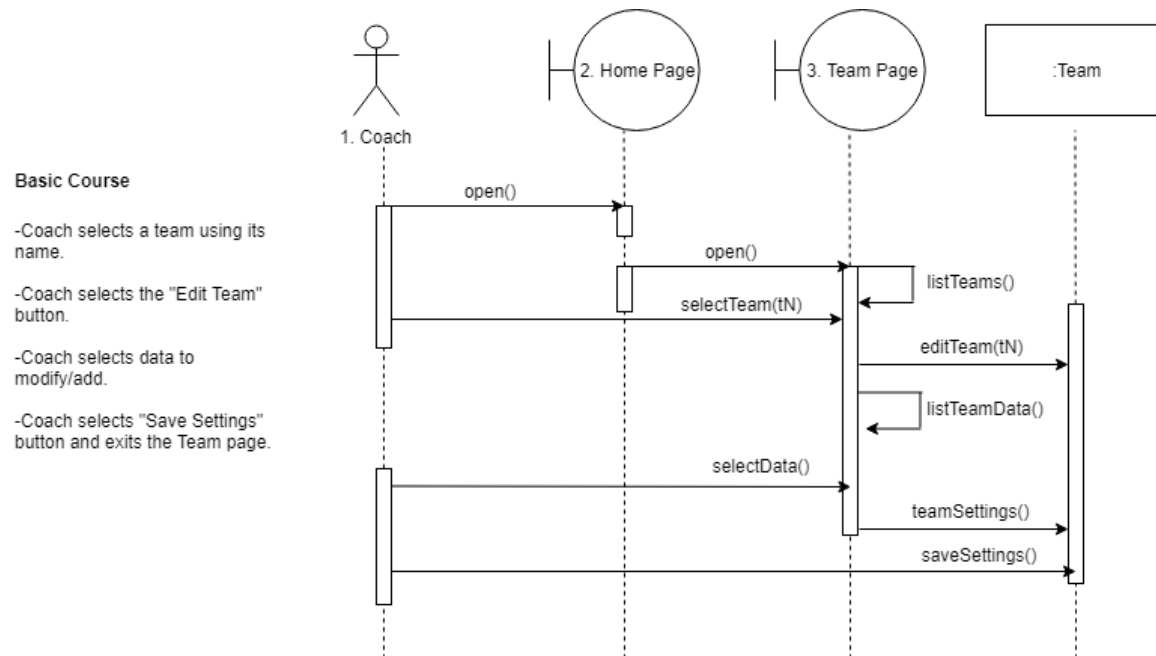 2. Home Page
3. Team Page
:Team
1. Coach
Basic Course
-Coach selects a team using its
name.
-Coach selects the "Edit Team"
button.
-Coach selects data to
modify/add.
-Coach selects "Save Settings"
button and exits the Team page.
open()
open()
listTeams()
selectTeam(tN)
editTeam(tN)
listTeamData()
selectData()
teamSettings()
saveSettings()